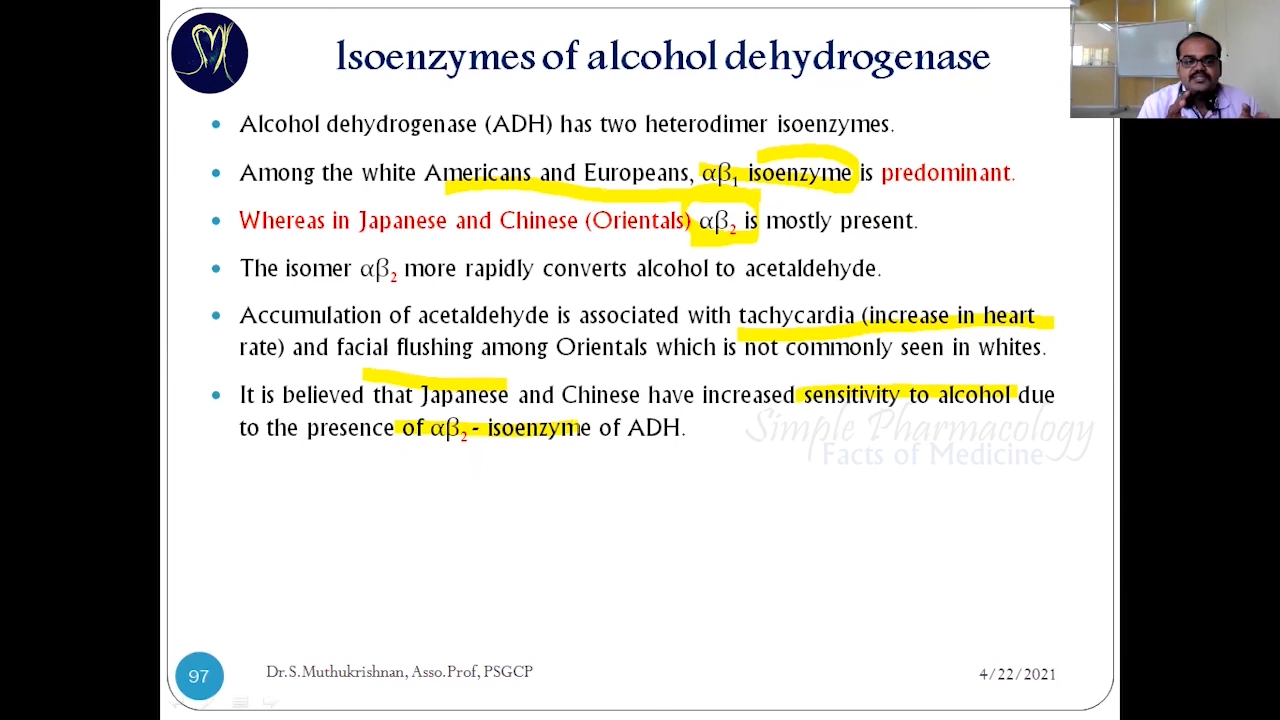 Isoenzymes of alcohol dehydrogenase
• Alcohol dehydrogenase (ADH) has two heterodimer isoenzymes.
• Among the white Americans and Europeans, αβ1 isoenzyme is predominant.
• Whereas in Japanese and Chinese (Orientals) αβ2 is mostly present.
• The isomer αβ2 more rapidly converts alcohol to acetaldehyde.
• Accumulation of acetaldehyde is associated with tachycardia (increase in heart
rate) and facial flushing among Orientals which is not commonly seen in whites.
• It is believed that Japanese and Chinese have increased sensitivity to alcohol due
to the presence of αβ2 - isoenzyme of ADH.
Simple Pharmacology
Facts of Medicine
97
Dr.S.Muthukrishnan, Asso.Prof, PSGCP
4/22/2021